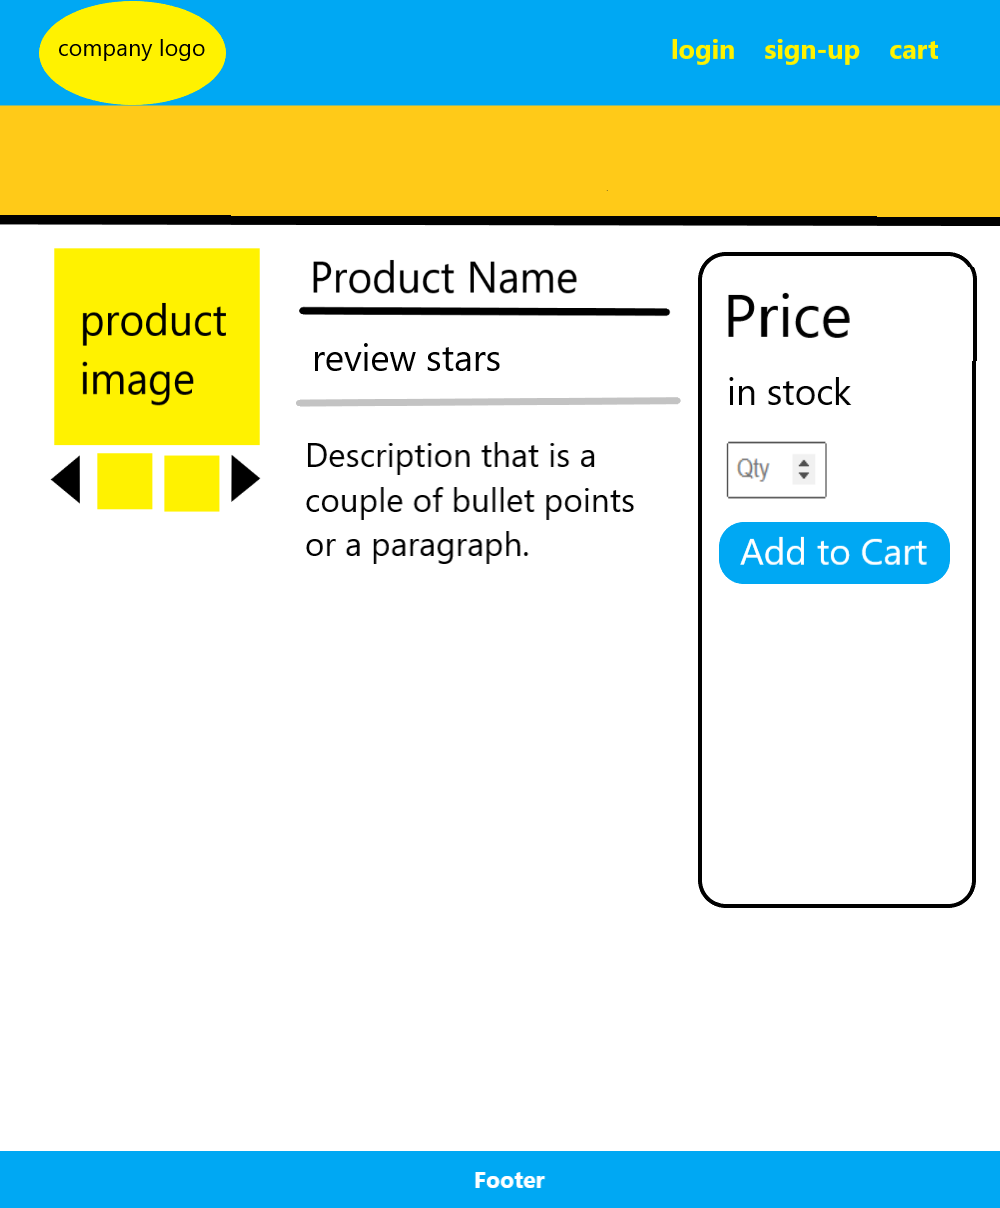 company logo
login sign-up cart
product
image
Product Name
review stars
Description that is a
couple of bullet points
or a paragraph.
Price
in stock
Qty
Add to Cart
Footer